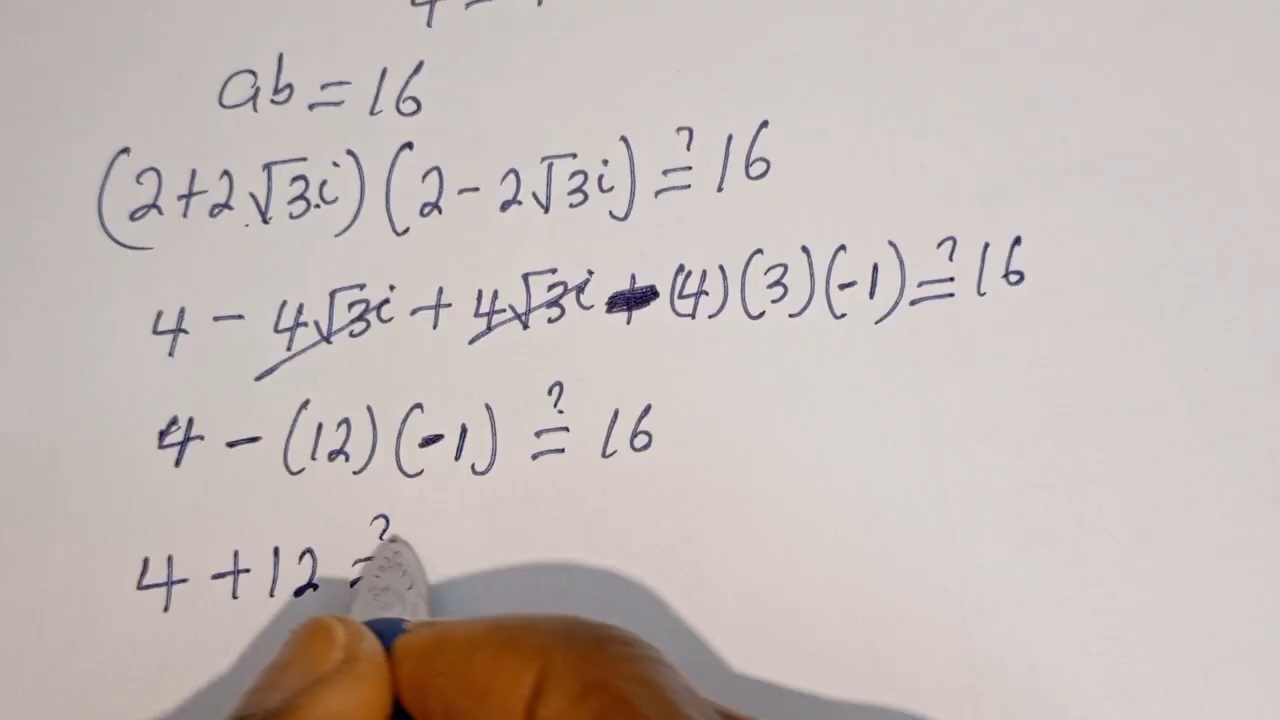 ab = 16
(2+2√3i)(2-2√3i) ≟ 16
4 - 4√3i + 4√3i - (4)(3)(-1) ≟ 16
4 - (12)(-1) ≟ 16
4 + 12 ≟